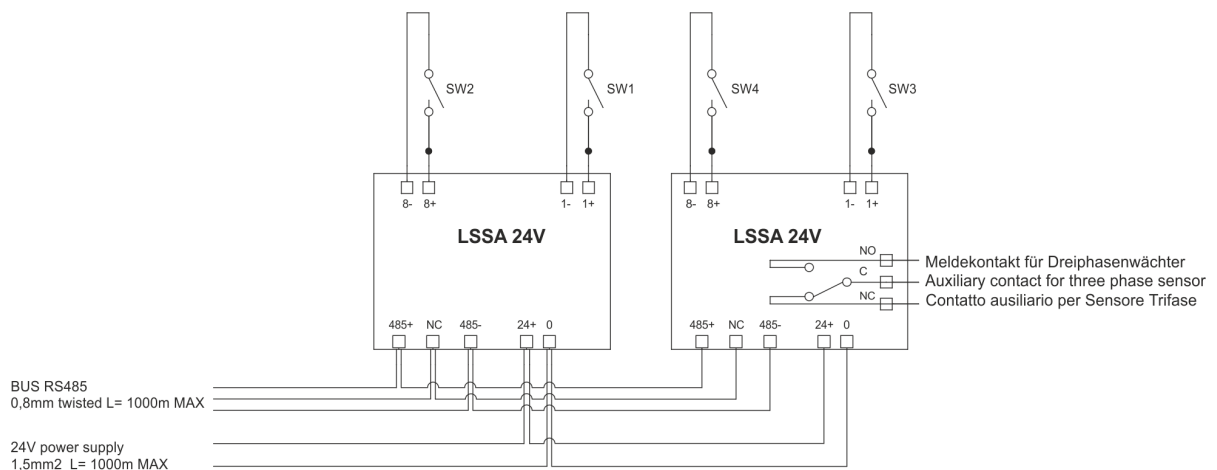 SW2
SW1
SW4
SW3
8- 8+ 1- 1+
8- 8+ 1- 1+
LSSA 24V
LSSA 24V
NO
Meldekontakt für Dreiphasenwächter
C
Auxiliary contact for three phase sensor
NC
Contatto ausiliario per Sensore Trifase
485+ NC 485- 24+ 0
485+ NC 485- 24+ 0
BUS RS485
0,8mm twisted L= 1000m MAX
24V power supply
1,5mm2 L= 1000m MAX